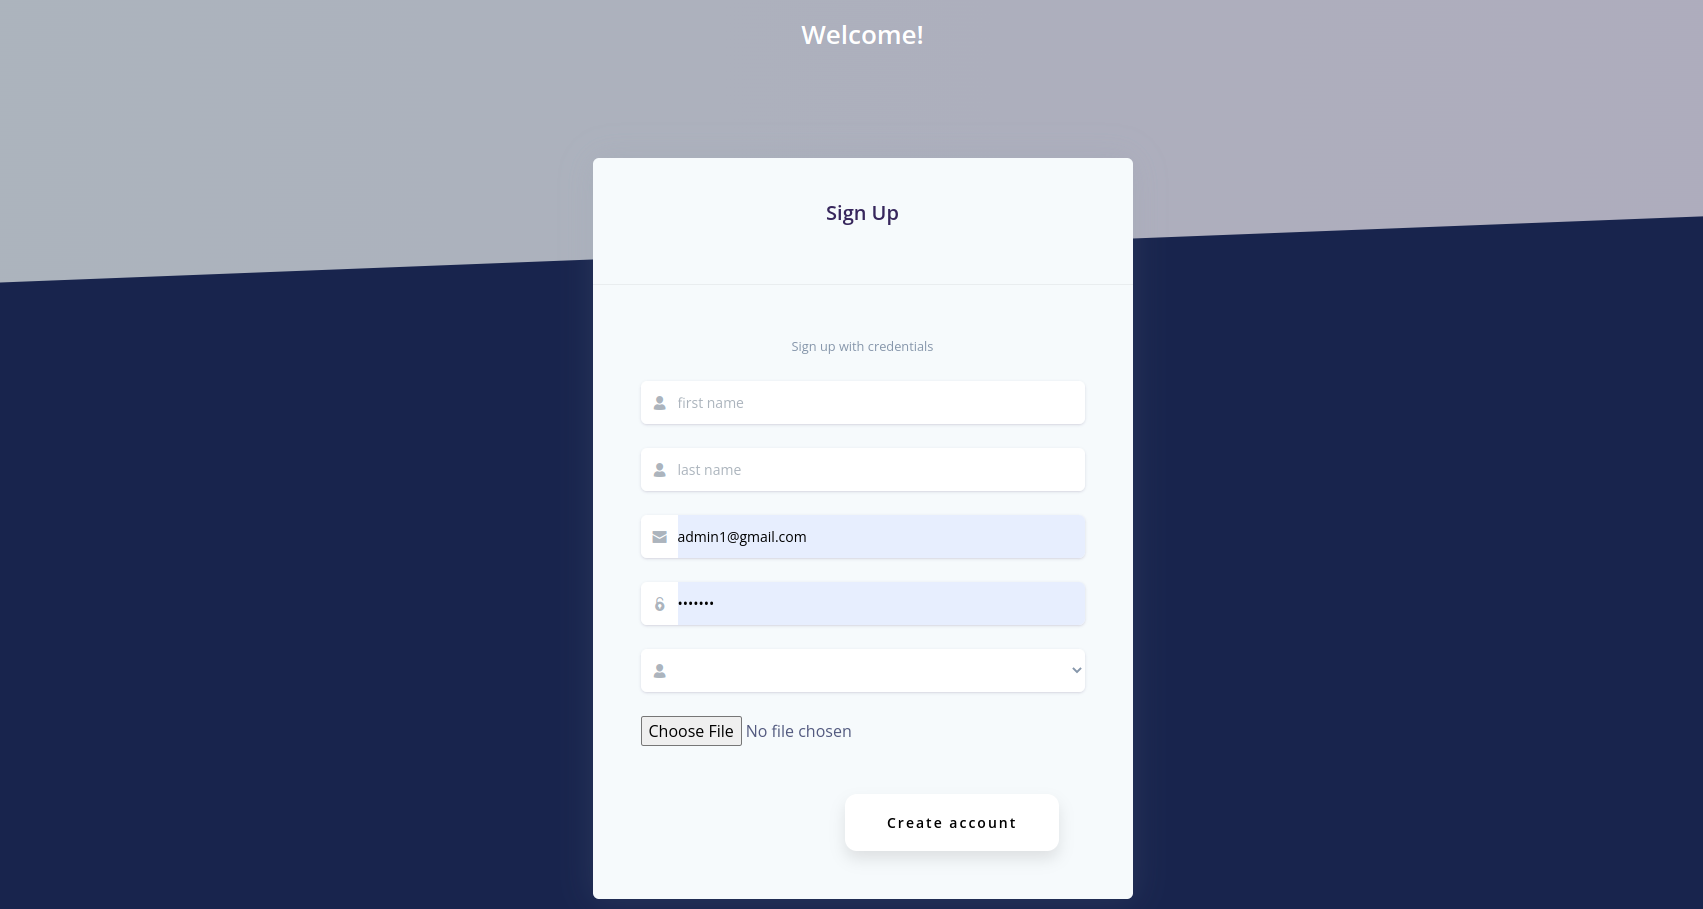 Welcome!
Sign Up
Sign up with credentials
first name
last name
admin1@gmail.com
•••••••
Choose File No file chosen
Create account